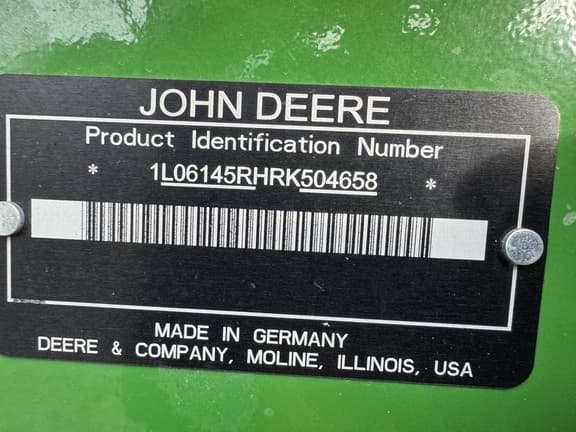 JOHN DEERE
Product Identification Number
* 1L06145RHRK504658 *
MADE IN GERMANY
DEERE & COMPANY, MOLINE, ILLINOIS, USA